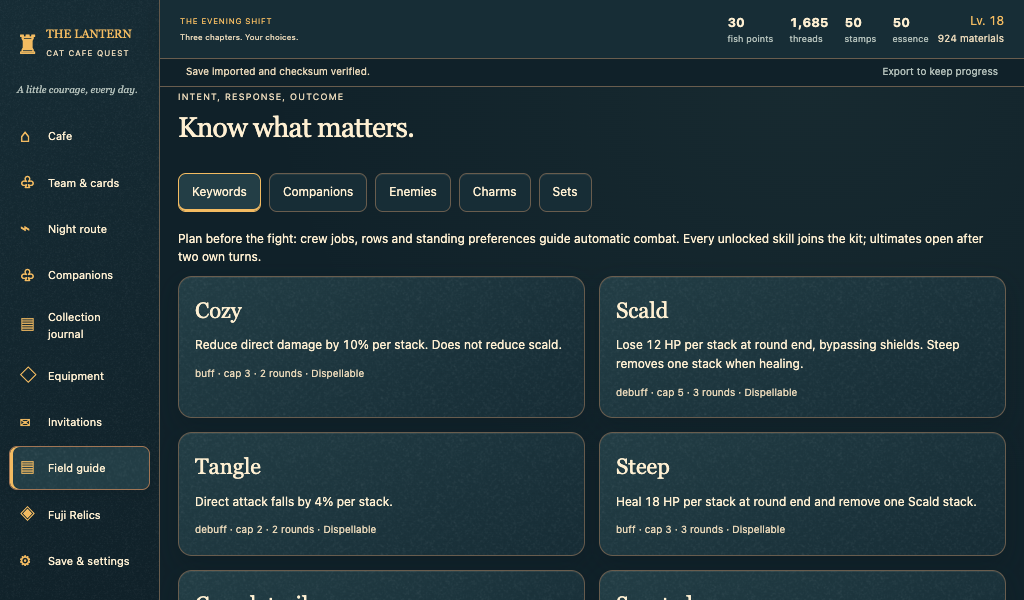 THE LANTERN
CAT CAFE QUEST
A little courage, every day.
Cafe
Team & cards
Night route
Companions
Collection
journal
Equipment
Invitations
Field guide
Fuji Relics
Save & settings
THE EVENING SHIFT
Three chapters. Your choices.
30
fish points
1,685
threads
50
stamps
50
essence
Lv. 18
924 materials
Save imported and checksum verified.
Export to keep progress
INTENT, RESPONSE, OUTCOME
Know what matters.
Keywords
Companions
Enemies
Charms
Sets
Plan before the fight: crew jobs, rows and standing preferences guide automatic combat. Every unlocked skill joins the kit; ultimates open after
two own turns.
Cozy
Reduce direct damage by 10% per stack. Does not reduce scald.
buff · cap 3 · 2 rounds · Dispellable
Scald
Lose 12 HP per stack at round end, bypassing shields. Steep
removes one stack when healing.
debuff · cap 5 · 3 rounds · Dispellable
Tangle
Direct attack falls by 4% per stack.
debuff · cap 2 · 2 rounds · Dispellable
Steep
Heal 18 HP per stack at round end and remove one Scald stack.
buff · cap 3 · 3 rounds · Dispellable